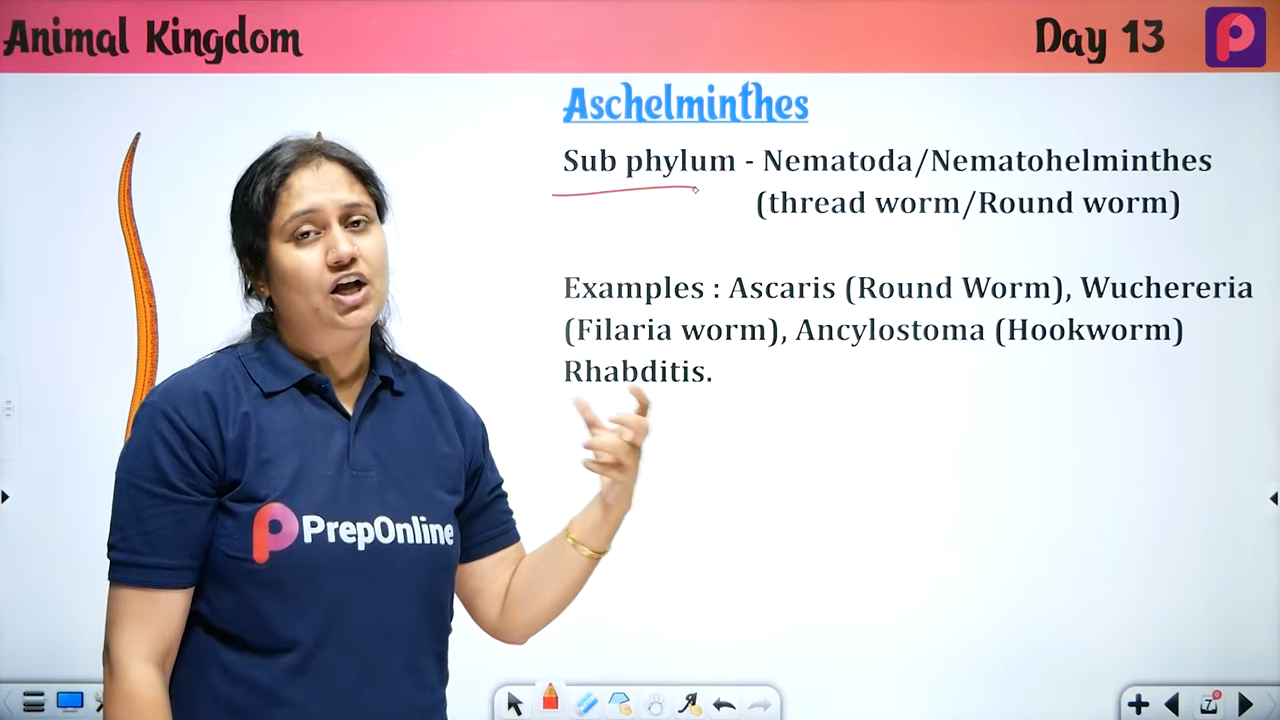 Animal Kingdom
Day 13
Aschelminthes
Sub phylum - Nematoda/Nematohelminthes
(thread worm/Round worm)
Examples : Ascaris (Round Worm), Wuchereria
(Filaria worm), Ancylostoma (Hookworm)
Rhabditis.
PrepOnline